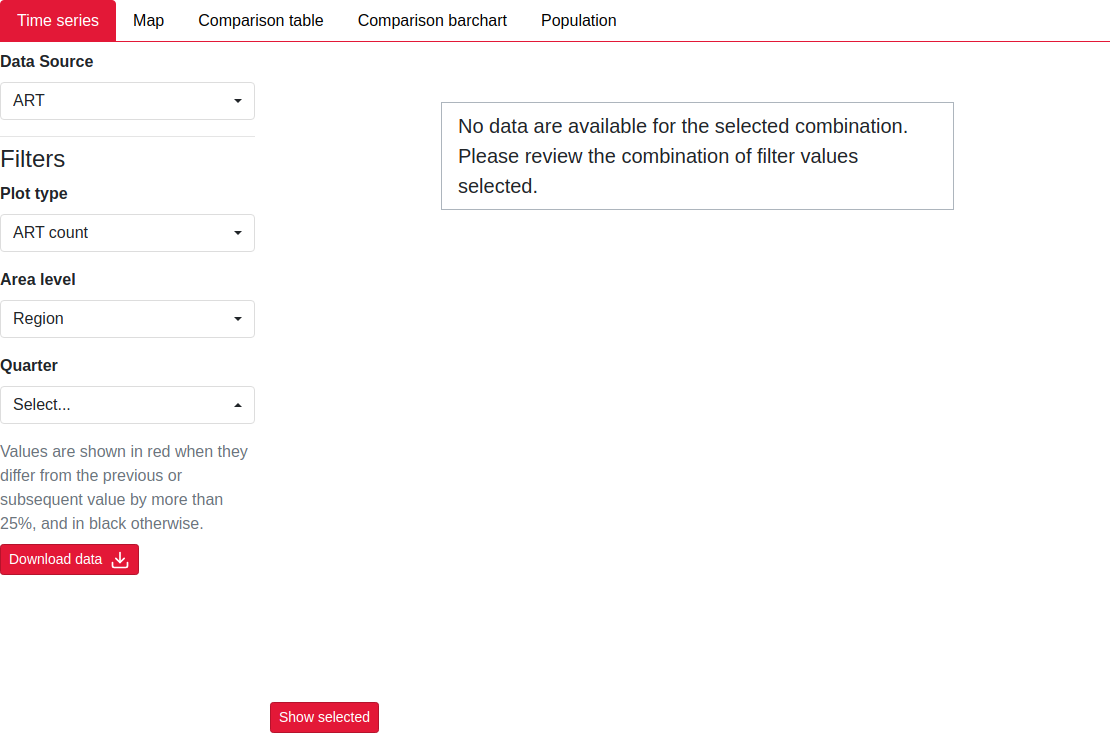 Time series Map Comparison table Comparison barchart Population
Data Source
ART
Filters
Plot type
ART count
Area level
Region
Quarter
Select...
Values are shown in red when they
differ from the previous or
subsequent value by more than
25%, and in black otherwise.
Download data
No data are available for the selected combination.
Please review the combination of filter values
selected.
Show selected